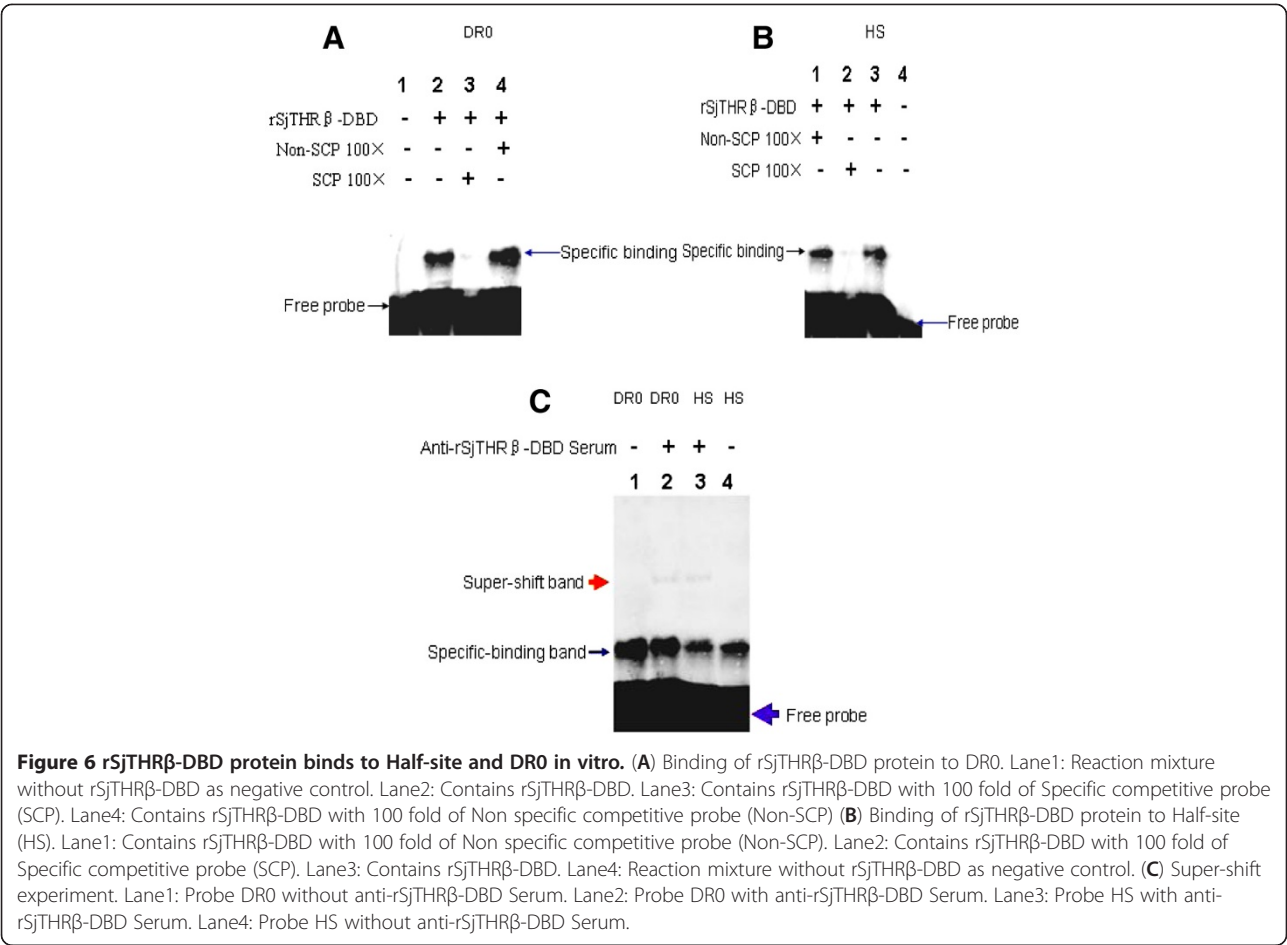 A
DR0
1 2 3 4
rSjTHRβ-DBD - + + +
Non-SCP 100× - - - +
SCP 100× - - + -
Specific binding
Free probe
B
HS
1 2 3 4
rSjTHRβ-DBD + + + -
Non-SCP 100× + - - -
SCP 100× - + - -
Specific binding
Free probe
C
DR0 DR0 HS HS
Anti-rSjTHRβ-DBD Serum - + + -
1 2 3 4
Super-shift band
Specific-binding band
Free probe
Figure 6 rSjTHRβ-DBD protein binds to Half-site and DR0 in vitro. (A) Binding of rSjTHRβ-DBD protein to DR0. Lane1: Reaction mixture
without rSjTHRβ-DBD as negative control. Lane2: Contains rSjTHRβ-DBD. Lane3: Contains rSjTHRβ-DBD with 100 fold of Specific competitive probe
(SCP). Lane4: Contains rSjTHRβ-DBD with 100 fold of Non specific competitive probe (Non-SCP) (B) Binding of rSjTHRβ-DBD protein to Half-site
(HS). Lane1: Contains rSjTHRβ-DBD with 100 fold of Non specific competitive probe (Non-SCP). Lane2: Contains rSjTHRβ-DBD with 100 fold of
Specific competitive probe (SCP). Lane3: Contains rSjTHRβ-DBD. Lane4: Reaction mixture without rSjTHRβ-DBD as negative control. (C) Super-shift
experiment. Lane1: Probe DR0 without anti-rSjTHRβ-DBD Serum. Lane2: Probe DR0 with anti-rSjTHRβ-DBD Serum. Lane3: Probe HS with anti-
rSjTHRβ-DBD Serum. Lane4: Probe HS without anti-rSjTHRβ-DBD Serum.